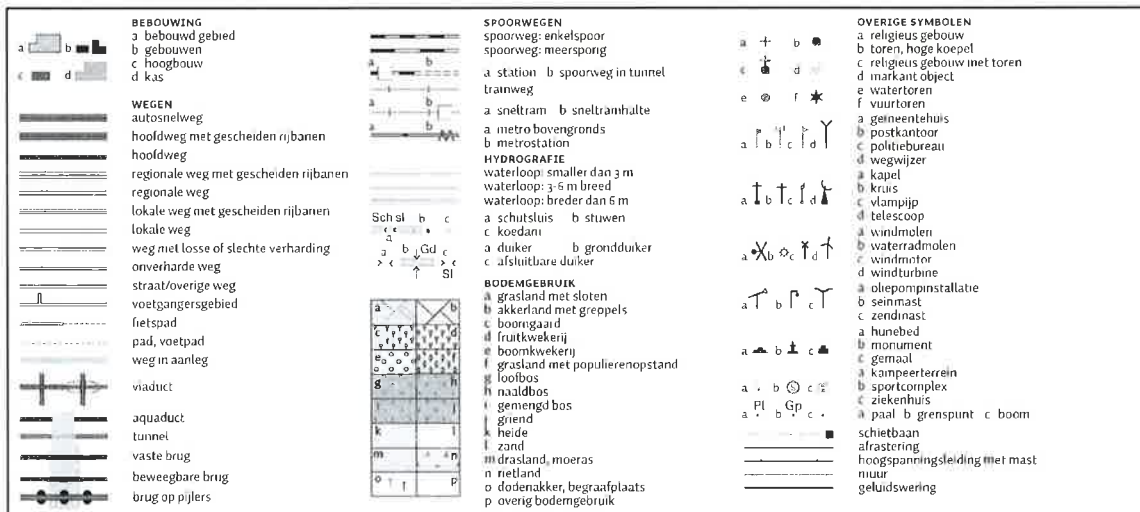 BEBOUWING
a bebouwd gebied
a b b gebouwen
c hoogbouw
c d d kas
WEGEN
autosnelweg
hoofdweg met gescheiden rijbanen
hoofdweg
regionale weg met gescheiden rijbanen
regionale weg
lokale weg met gescheiden rijbanen
lokale weg
weg met losse of slechte verharding
onverharde weg
straat/overige weg
voetgangersgebied
fietspad
pad, voetpad
weg in aanleg
viaduct
aquaduct
tunnel
vaste brug
beweegbare brug
brug op pijlers
SPOORWEGEN
spoorweg: enkelspoor
spoorweg: meersporig
a b
a station b spoorweg in tunnel
tramweg
a b
a sneltram b sneltramhalte
a b
a metro bovengronds
b metrostation
HYDROGRAFIE
waterloop: smaller dan 3 m
waterloop: 3-6 m breed
waterloop: breder dan 6 m
Sch sl b c
a schutsluis b stuwen
a
c koedam
a b Gd c
a duiker b grondduiker
c afsluitbare duiker
Sl
BODEMGEBRUIK
a b
c d
e f
g h
i j
k l
m n
o p
a grasland met sloten
b akkerland met greppels
c boomgaard
d fruitkwekerij
e boomkwekerij
f grasland met populierenopstand
g loofbos
h naaldbos
i gemengd bos
j griend
k heide
l zand
m drasland, moeras
n rietland
o dodenakker, begraafplaats
p overig bodemgebruik
OVERIGE SYMBOLEN
a b
a religieus gebouw
b toren, hoge koepel
c d
c religieus gebouw met toren
d markant object
e f
e watertoren
f vuurtoren
a b c d
a gemeentehuis
b postkantoor
c politiebureau
d wegwijzer
a b c d
a kapel
b kruis
c vlampijp
d telescoop
a b c d
a windmolen
b waterradmolen
c windmotor
d windturbine
a b c
a oliepompinstallatie
b seinmast
c zendmast
a b c
a hunebed
b monument
c gemaal
a b S c
a kampeerterrein
b sportcomplex
c ziekenhuis
Pl Gp
a b c
a paal b grenspunt c boom
schietbaan
afrastering
hoogspanningsleiding met mast
muur
geluidswering